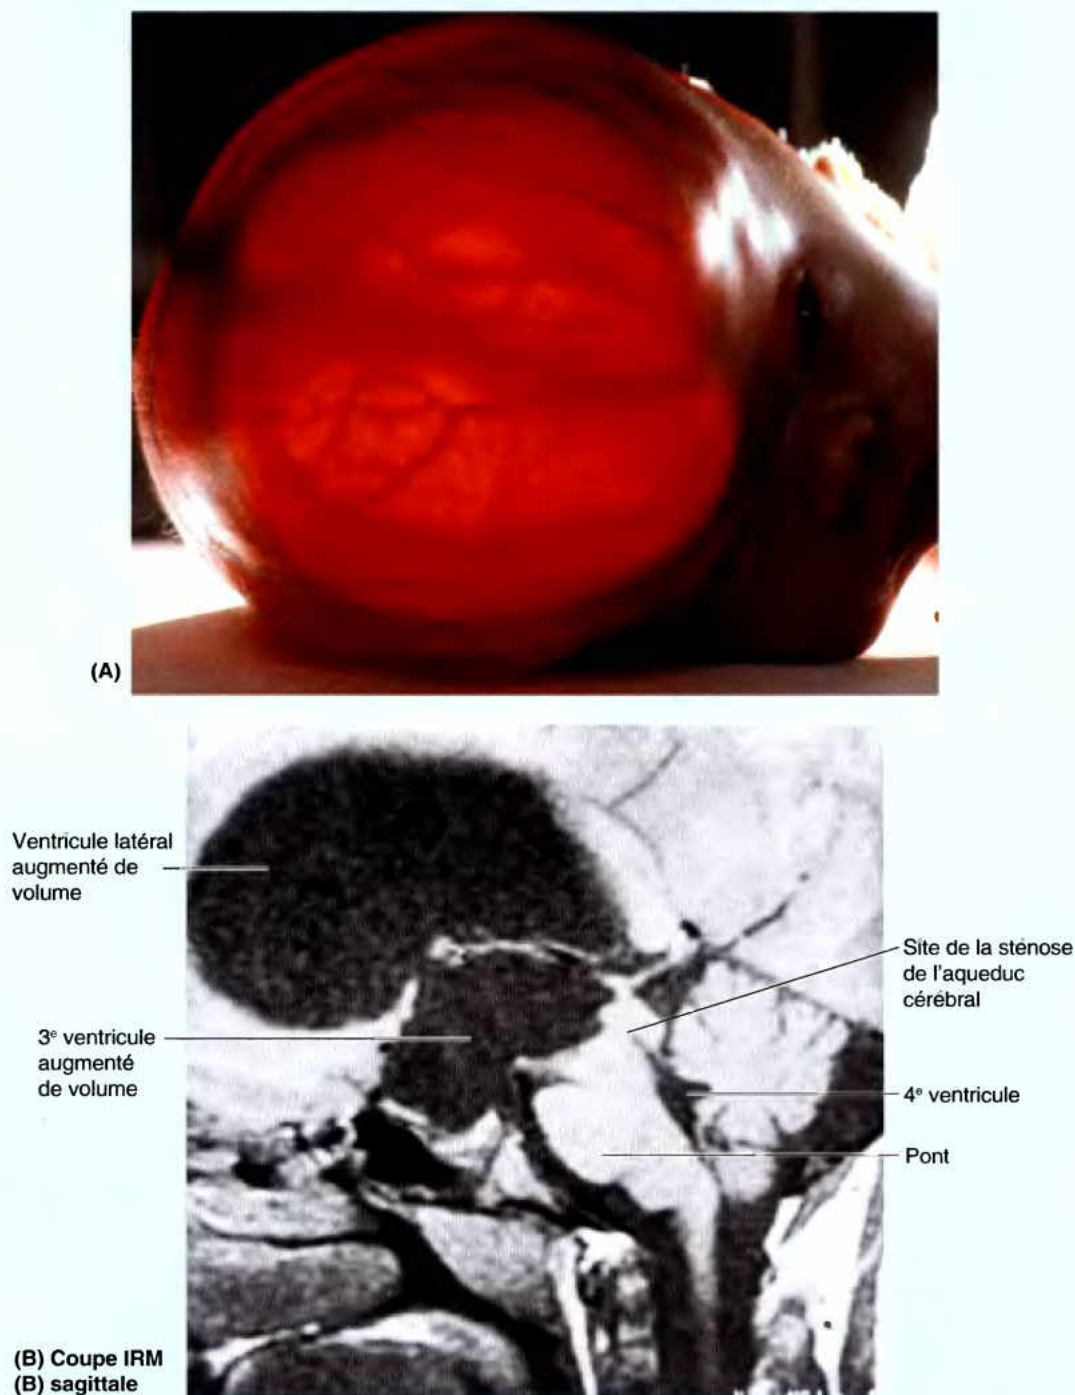 (A)
Ventricule latéral
augmenté de
volume
Site de la sténose
de l'aqueduc
cérébral
3e ventricule
augmenté
de volume
4e ventricule
Pont
(B) Coupe IRM
(B) sagittale